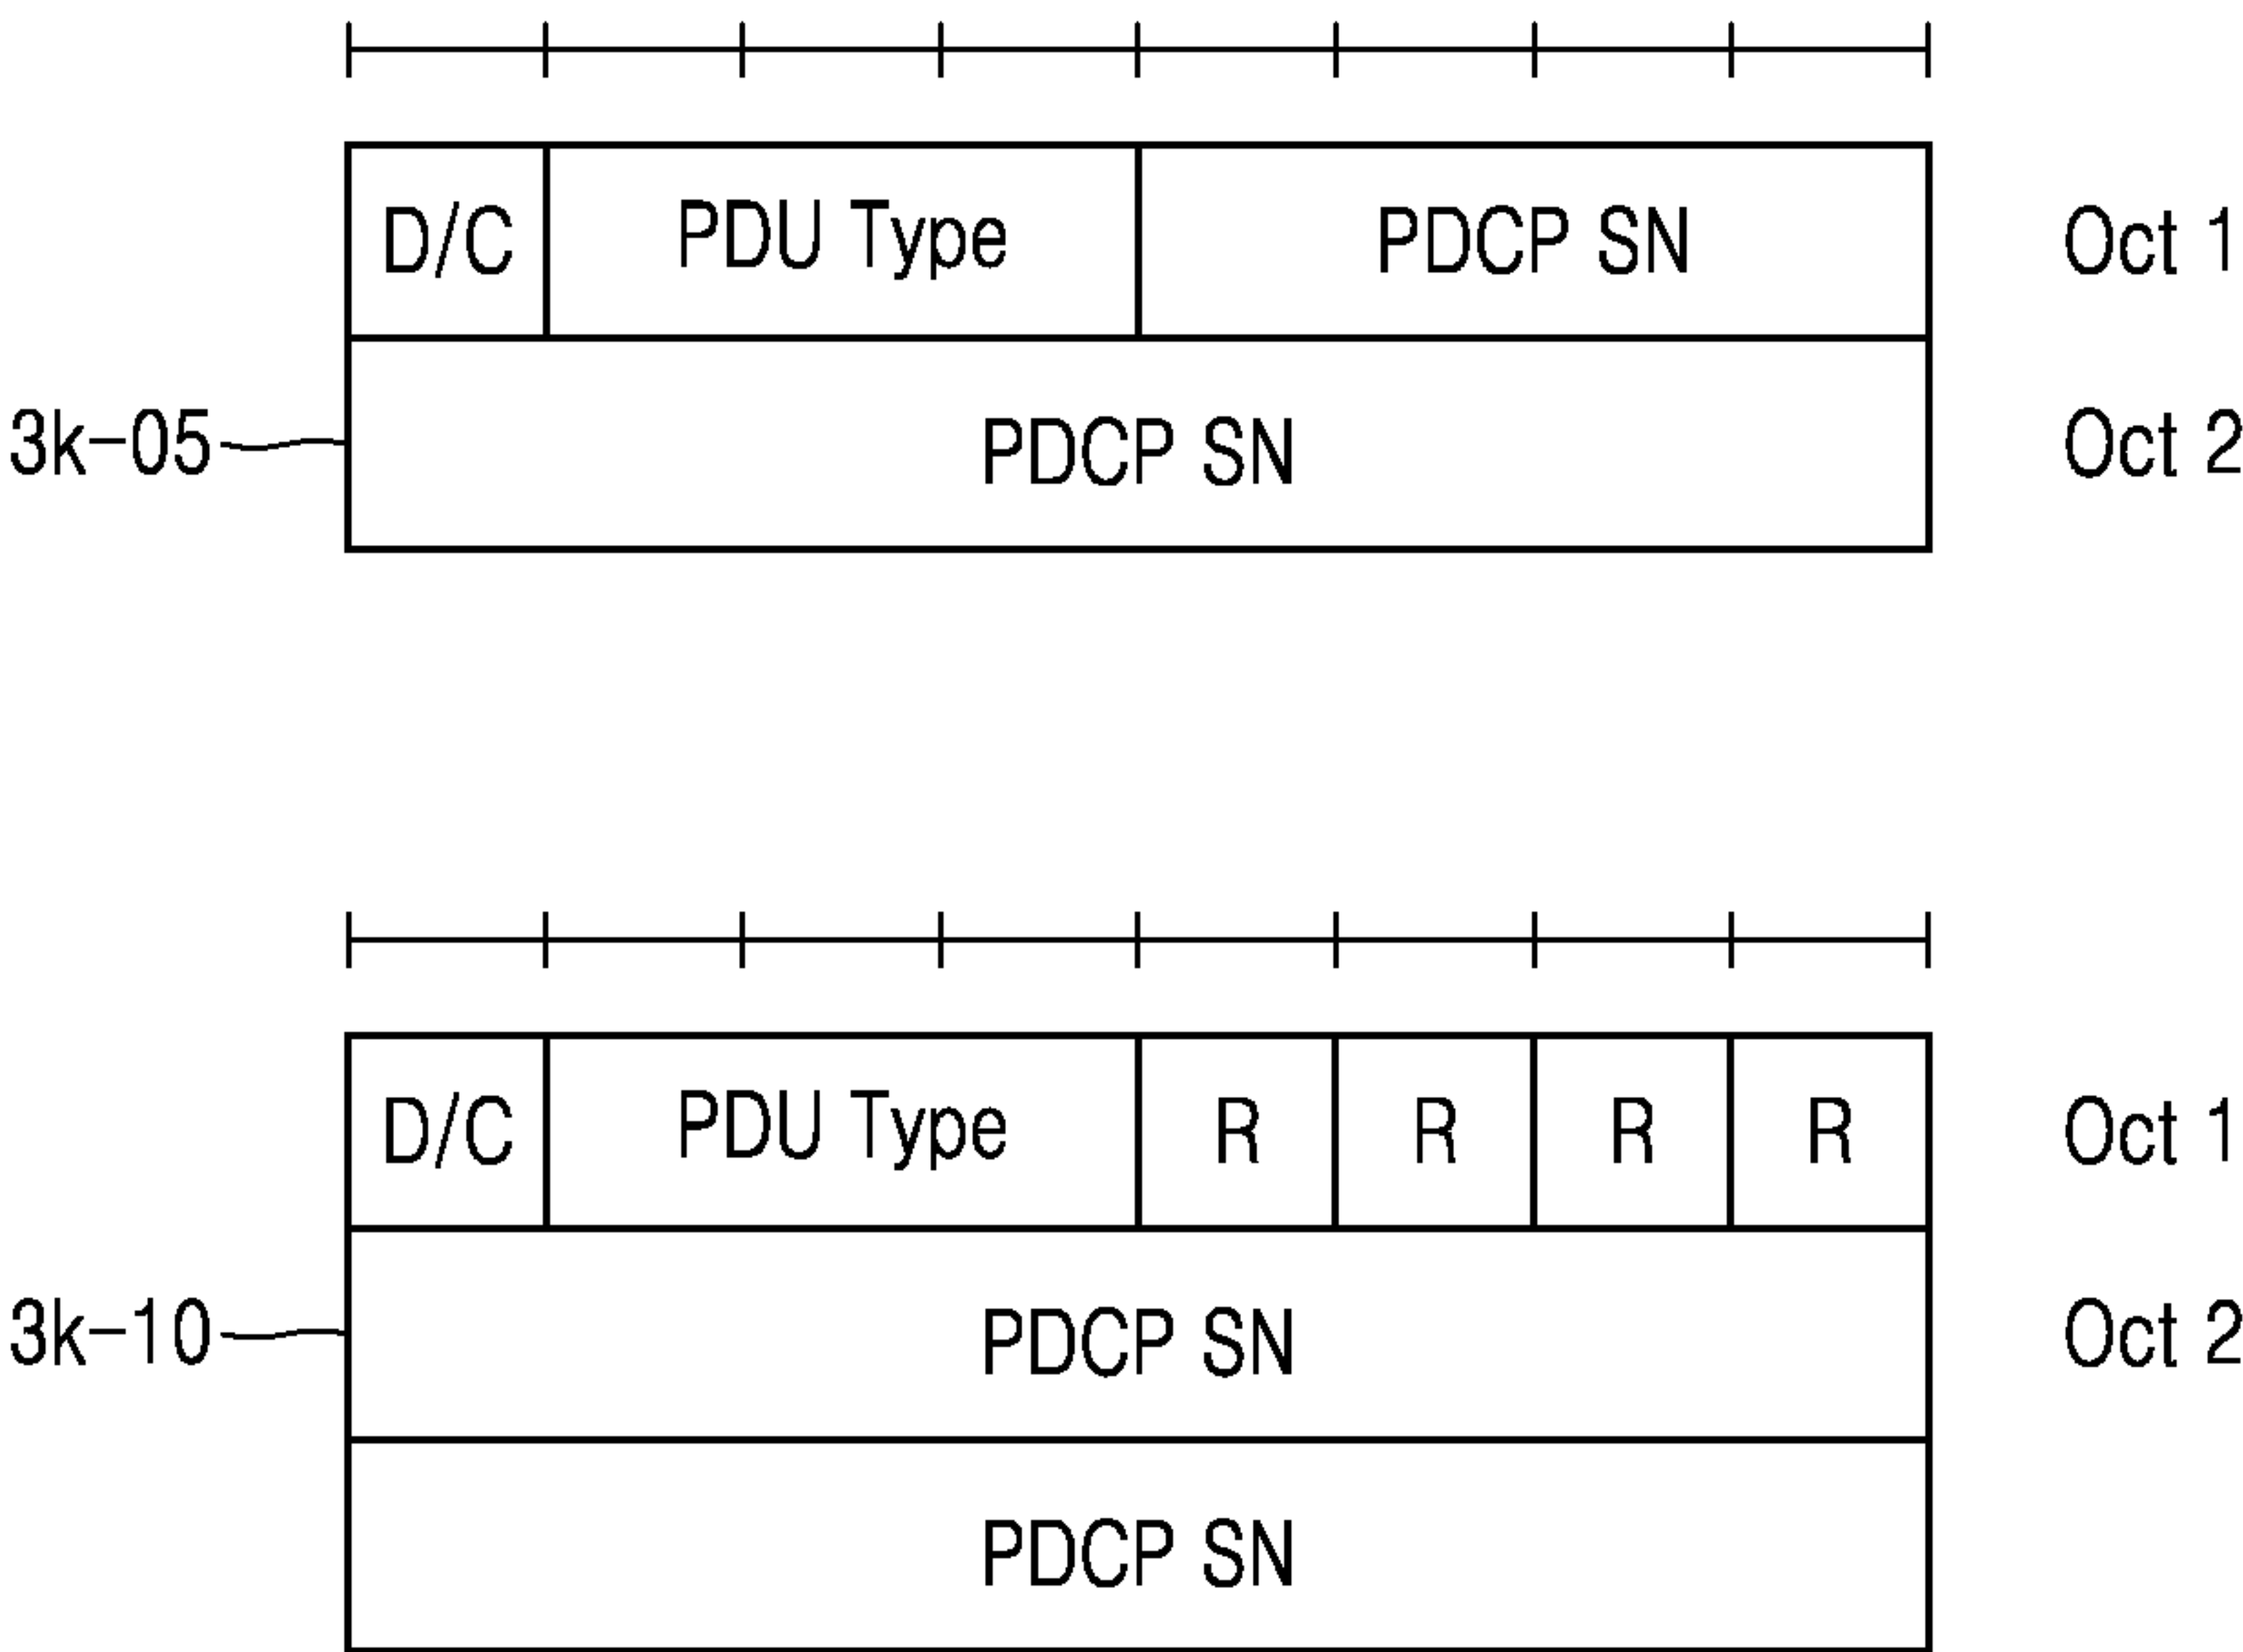 D/C PDU Type PDCP SN Oct 1
3k-05 PDCP SN Oct 2
D/C PDU Type R R R R Oct 1
3k-10 PDCP SN Oct 2
PDCP SN